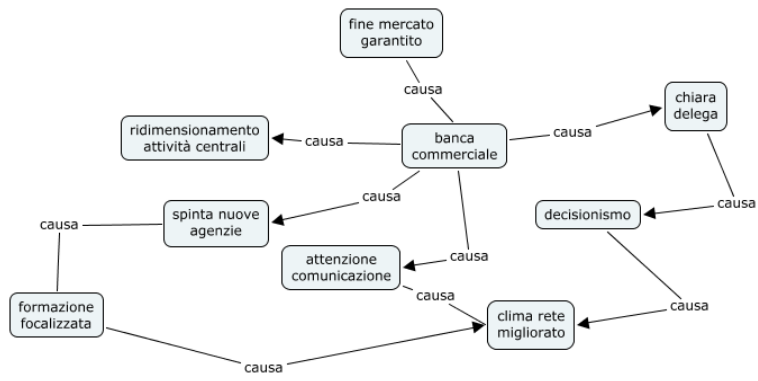 fine mercato
garantito
causa
chiara
delega
ridimensionamento
attività centrali
causa
banca
commerciale
causa
causa
causa
spinta nuove
agenzie
decisionismo
causa
attenzione
comunicazione
causa
causa
formazione
focalizzata
clima rete
migliorato
causa
causa